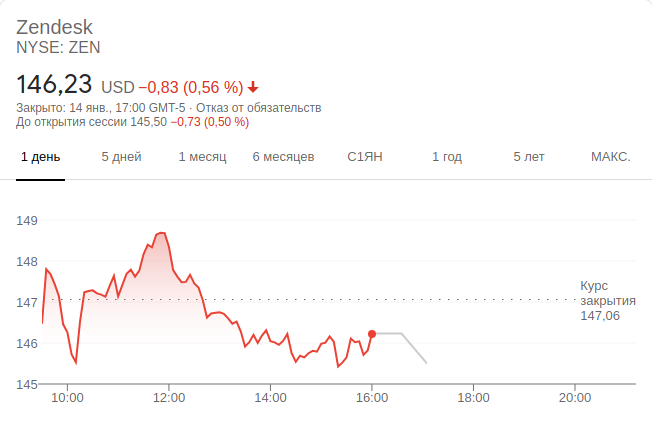 Zendesk
NYSE: ZEN
146,23 USD −0,83 (0,56 %)
Закрыто: 14 янв., 17:00 GMT-5 · Отказ от обязательств
До открытия сессии 145,50 −0,73 (0,50 %)
1 день 5 дней 1 месяц 6 месяцев С1ЯН 1 год 5 лет МАКС.
149
148
147
146
145
Курс
закрытия
147,06
10:00 12:00 14:00 16:00 18:00 20:00